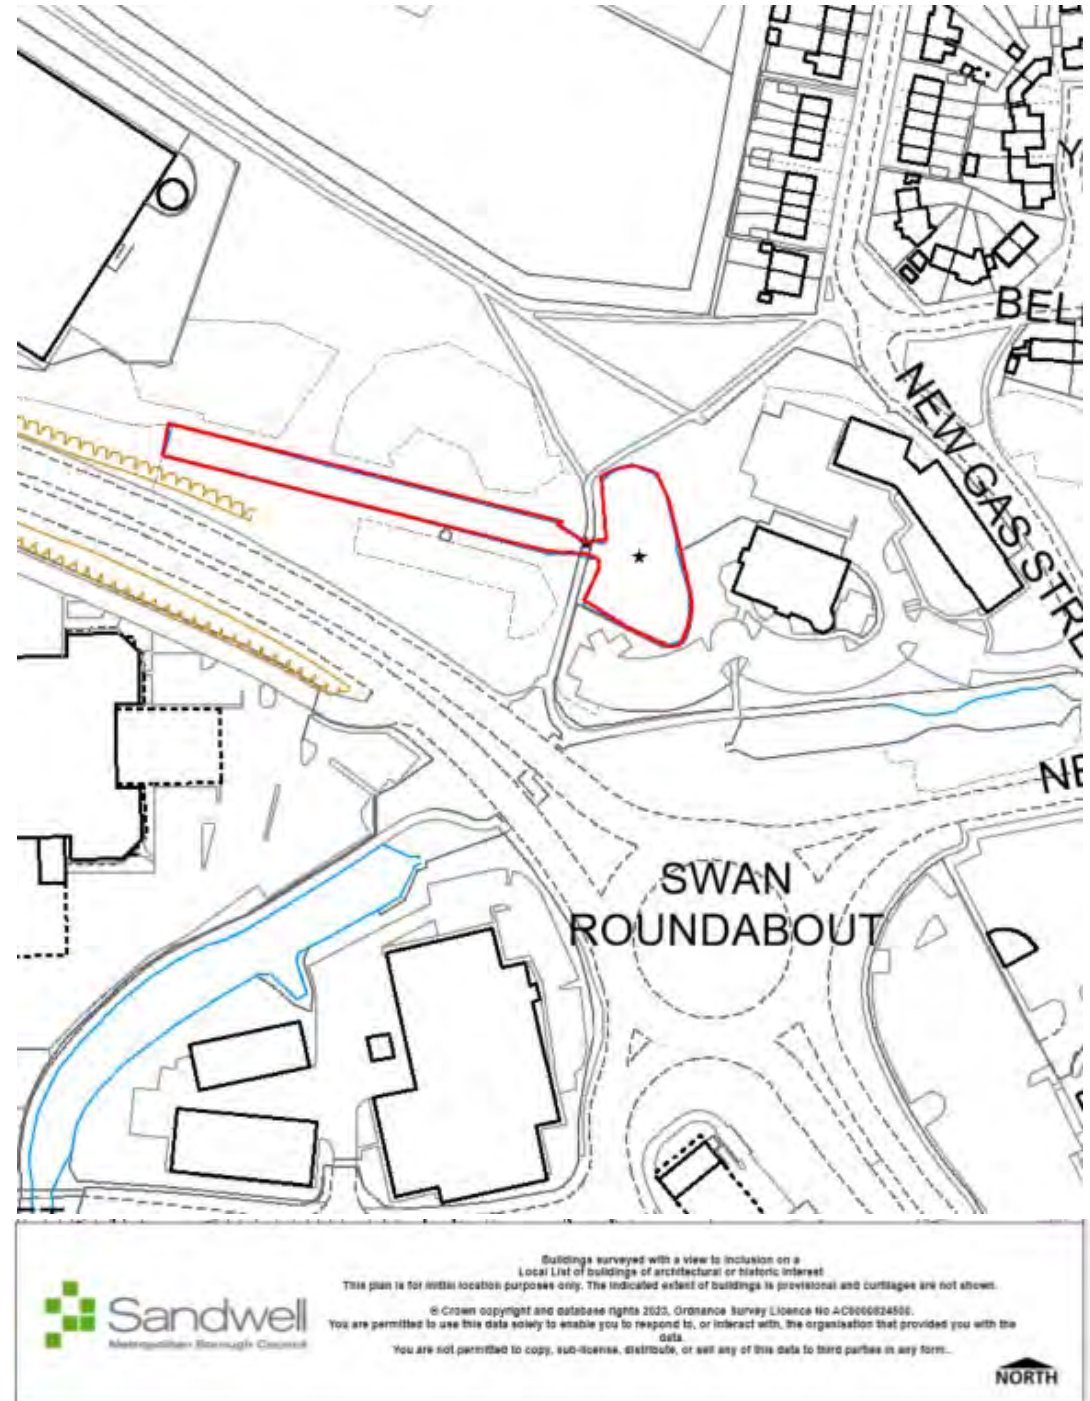 Y
BEL
NEW GAS STRE
NE
SWAN
ROUNDABOUT
Sandwell
Metropolitan Borough Council
Buildings surveyed with a view to inclusion on a
Local List of buildings of architectural or historic interest
This plan is for initial location purposes only. The indicated extent of buildings is provisional and curtilages are not shown.
© Crown copyright and database rights 2023, Ordnance Survey Licence No
You are permitted to use this data solely to enable you to respond to, or interact with, the organisation that provided you with the
data.
You are not permitted to copy, sub-license, distribute, or sell any of this data to third parties in any form.
NORTH